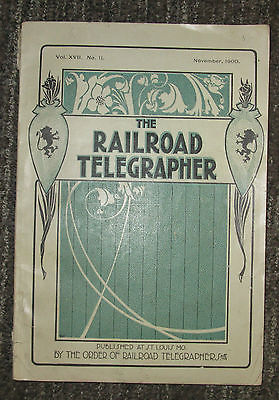 Vol. XVII. No. 11. November, 1900.
THE
RAILROAD
TELEGRAPHER
PUBLISHED AT ST. LOUIS MO.
BY THE ORDER OF RAILROAD TELEGRAPHERS